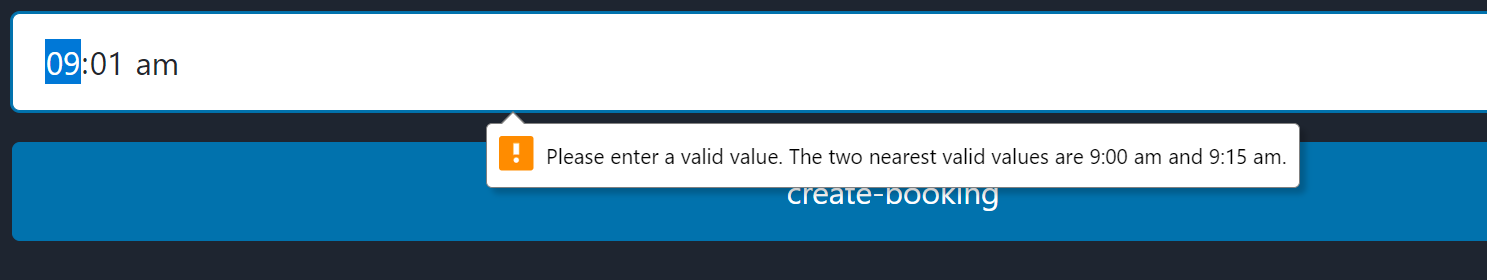 09:01 am
Please enter a valid value. The two nearest valid values are 9:00 am and 9:15 am.
create-booking